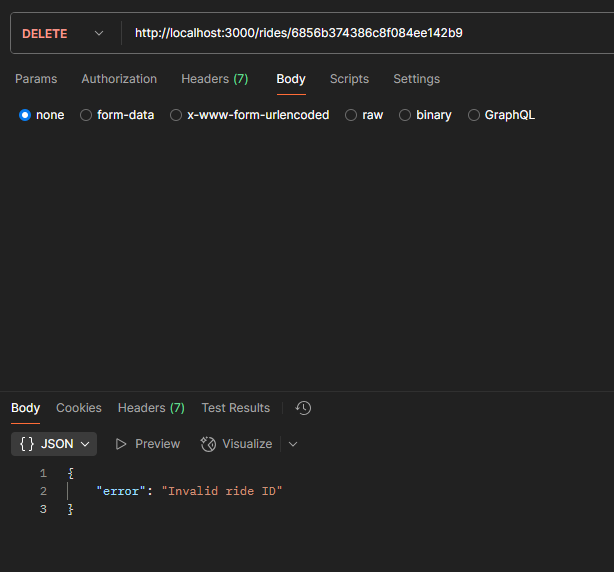 DELETE http://localhost:3000/rides/6856b374386c8f084ee142b9
Params Authorization Headers (7) Body Scripts Settings
none form-data x-www-form-urlencoded raw binary GraphQL
Body Cookies Headers (7) Test Results
{ } JSON Preview Visualize
1 {
2 "error": "Invalid ride ID"
3 }